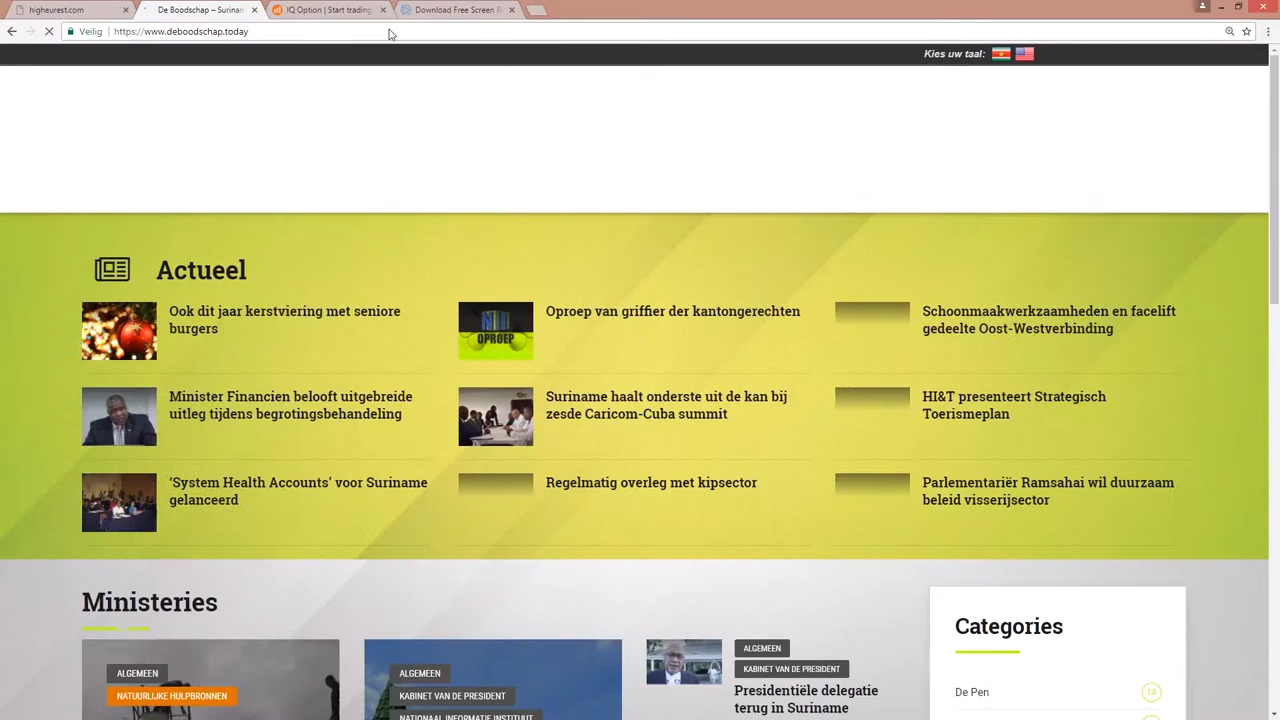 higheurest.com
De Boodschap – Surinam
IQ Option | Start trading
Download Free Screen R
Veilig
https://www.deboodschap.today
Kies uw taal:
Actueel
Ook dit jaar kerstviering met seniore
burgers
Oproep van griffier der kantongerechten
OPROEP
Schoonmaakwerkzaamheden en facelift
gedeelte Oost-Westverbinding
Minister Financien belooft uitgebreide
uitleg tijdens begrotingsbehandeling
Suriname haalt onderste uit de kan bij
zesde Caricom-Cuba summit
HI&T presenteert Strategisch
Toerismeplan
‘System Health Accounts’ voor Suriname
gelanceerd
Regelmatig overleg met kipsector
Parlementariër Ramsahai wil duurzaam
beleid visserijsector
Ministeries
ALGEMEEN
NATUURLIJKE HULPBRONNEN
ALGEMEEN
KABINET VAN DE PRESIDENT
NATIONAAL INFORMATIE INSTITUUT
ALGEMEEN
KABINET VAN DE PRESIDENT
Presidentiële delegatie
terug in Suriname
Categories
De Pen
14